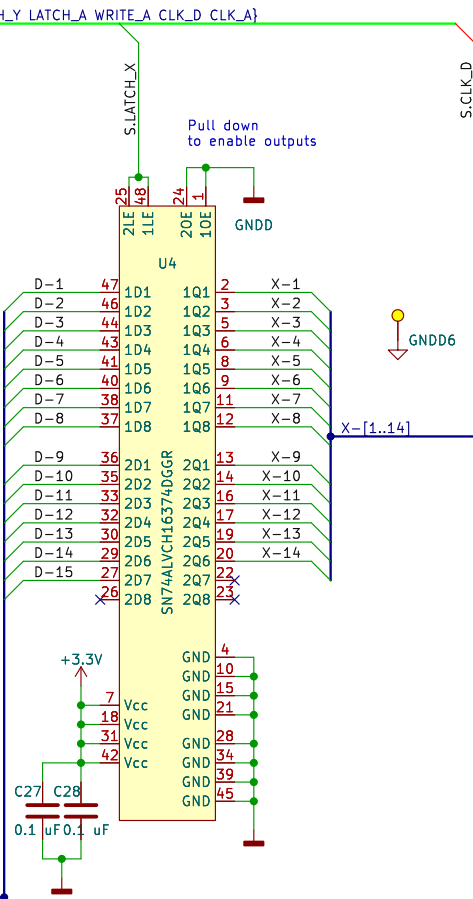 H_Y LATCH_A WRITE_A CLK_D CLK_A}
S.LATCH_X
S.CLK_D
Pull down
to enable outputs
25 48 24 1
2LE 1LE 2OE 1OE
GNDD
U4
D-1 47 1D1 1Q1 2 X-1
D-2 46 1D2 1Q2 3 X-2
D-3 44 1D3 1Q3 5 X-3
D-4 43 1D4 1Q4 6 X-4
GNDD6
D-5 41 1D5 1Q5 8 X-5
D-6 40 1D6 1Q6 9 X-6
D-7 38 1D7 1Q7 11 X-7
D-8 37 1D8 1Q8 12 X-8
X-[1..14]
D-9 36 2D1 2Q1 13 X-9
D-10 35 2D2 2Q2 14 X-10
D-11 33 2D3 2Q3 16 X-11
D-12 32 2D4 2Q4 17 X-12
D-13 30 2D5 2Q5 19 X-13
D-14 29 2D6 2Q6 20 X-14
D-15 27 2D7 2Q7 22
26 2D8 2Q8 23
SN74ALVCH16374DGGR
+3.3V
GND 4
GND 10
GND 15
7 Vcc
GND 21
18 Vcc
31 Vcc GND 28
42 Vcc GND 34
GND 39
C27 C28
GND 45
0.1 uF 0.1 uF